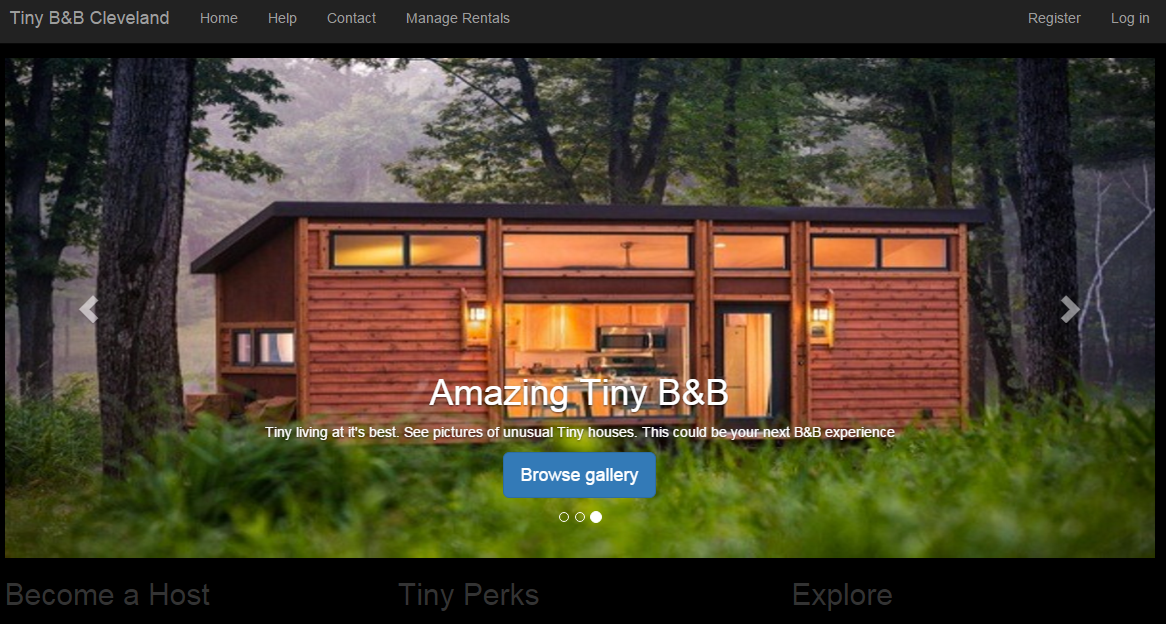 Tiny B&B Cleveland Home Help Contact Manage Rentals Register Log in
Amazing Tiny B&B
Tiny living at it's best. See pictures of unusual Tiny houses. This could be your next B&B experience
Browse gallery
Become a Host Tiny Perks Explore